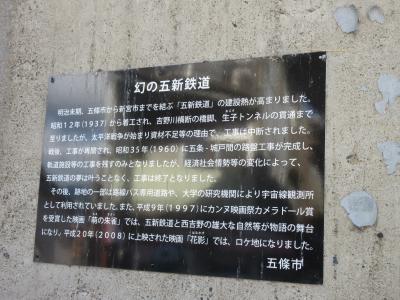 幻の五新鉄道
明治末期、五條市から新宮市までを結ぶ「五新鉄道」の建設熱が高まりました。
昭和12年(1937)から着工され、吉野川横断の橋脚、生子トンネルの貫通まで
至りましたが、太平洋戦争が始まり資材不足等の理由で、工事は中断されました。
戦後、工事が再開され、昭和35年(1960)に五条-城戸間の路盤工事が完成し、
軌道施設等の工事を残すのみとなりましたが、経済社会情勢等の変化によって、
五新鉄道の夢は叶うことなく、工事は終了となりました。
その後、跡地の一部は路線バス専用道路や、大学の研究機関により宇宙線観測所
として利用されていました。また、平成9年(1997)にカンヌ映画祭カメラドール賞
を受賞した映画「萌の朱雀」では、五新鉄道と西吉野の雄大な自然等が物語の舞台
になり、平成20年(2008)に上映された映画「花影」では、ロケ地になりました。
五條市